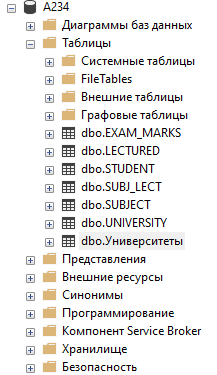 A234
Диаграммы баз данных
Таблицы
Системные таблицы
FileTables
Внешние таблицы
Графовые таблицы
dbo.EXAM_MARKS
dbo.LECTURED
dbo.STUDENT
dbo.SUBJ_LECT
dbo.SUBJECT
dbo.UNIVERSITY
dbo.Университеты
Представления
Внешние ресурсы
Синонимы
Программирование
Компонент Service Broker
Хранилище
Безопасность